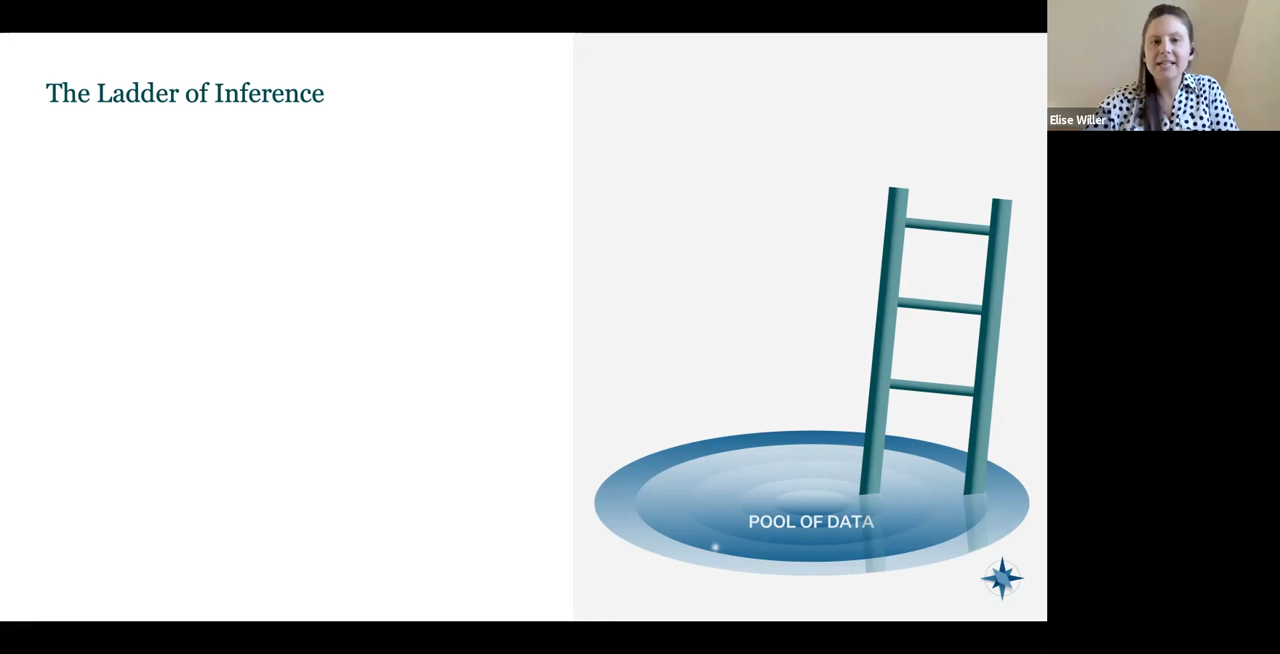 The Ladder of Inference
Elise Willer
POOL OF DATA